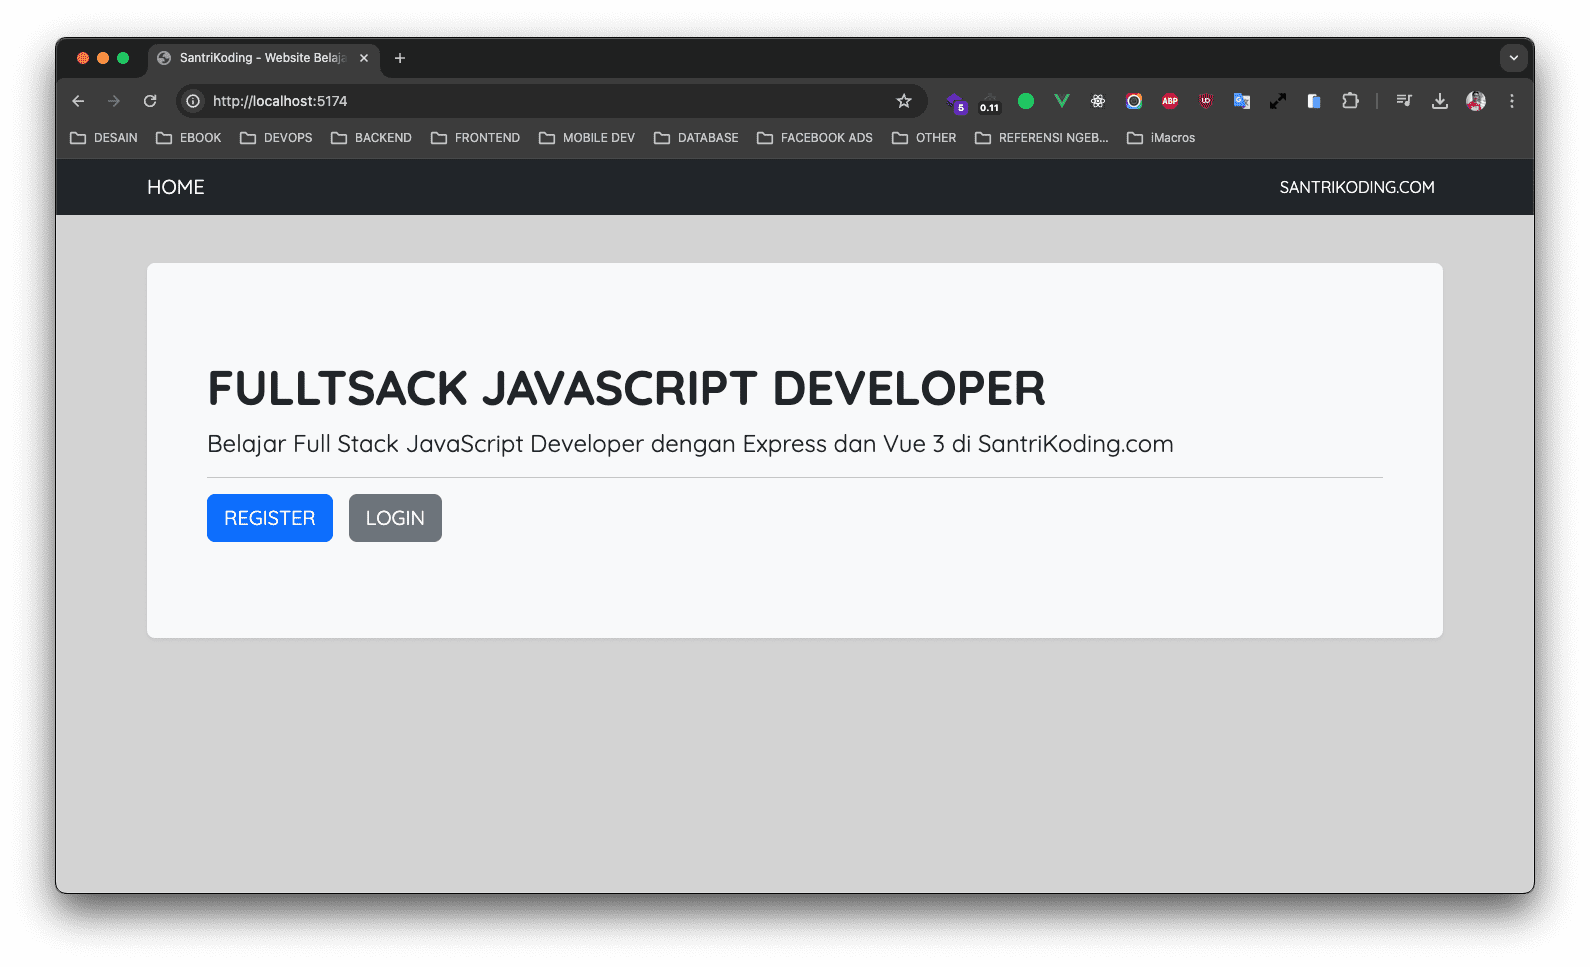 SantriKoding - Website Belaja
http://localhost:5174
5
0.11
ABP
DESAIN EBOOK DEVOPS BACKEND FRONTEND MOBILE DEV DATABASE FACEBOOK ADS OTHER REFERENSI NGEB... iMacros
HOME SANTRIKODING.COM
FULLTSACK JAVASCRIPT DEVELOPER
Belajar Full Stack JavaScript Developer dengan Express dan Vue 3 di SantriKoding.com
REGISTER LOGIN